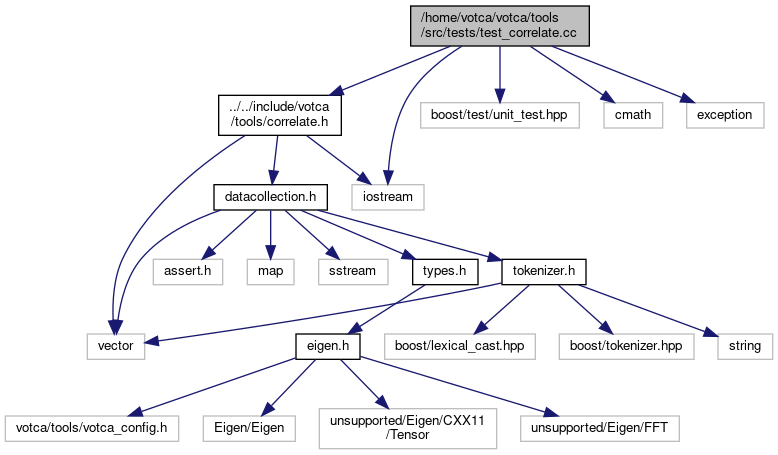 /home/votca/votca/tools
/src/tests/test_correlate.cc
../../include/votca
/tools/correlate.h
boost/test/unit_test.hpp
cmath
exception
datacollection.h
iostream
assert.h
map
sstream
types.h
tokenizer.h
vector
eigen.h
boost/lexical_cast.hpp
boost/tokenizer.hpp
string
votca/tools/votca_config.h
Eigen/Eigen
unsupported/Eigen/CXX11
/Tensor
unsupported/Eigen/FFT